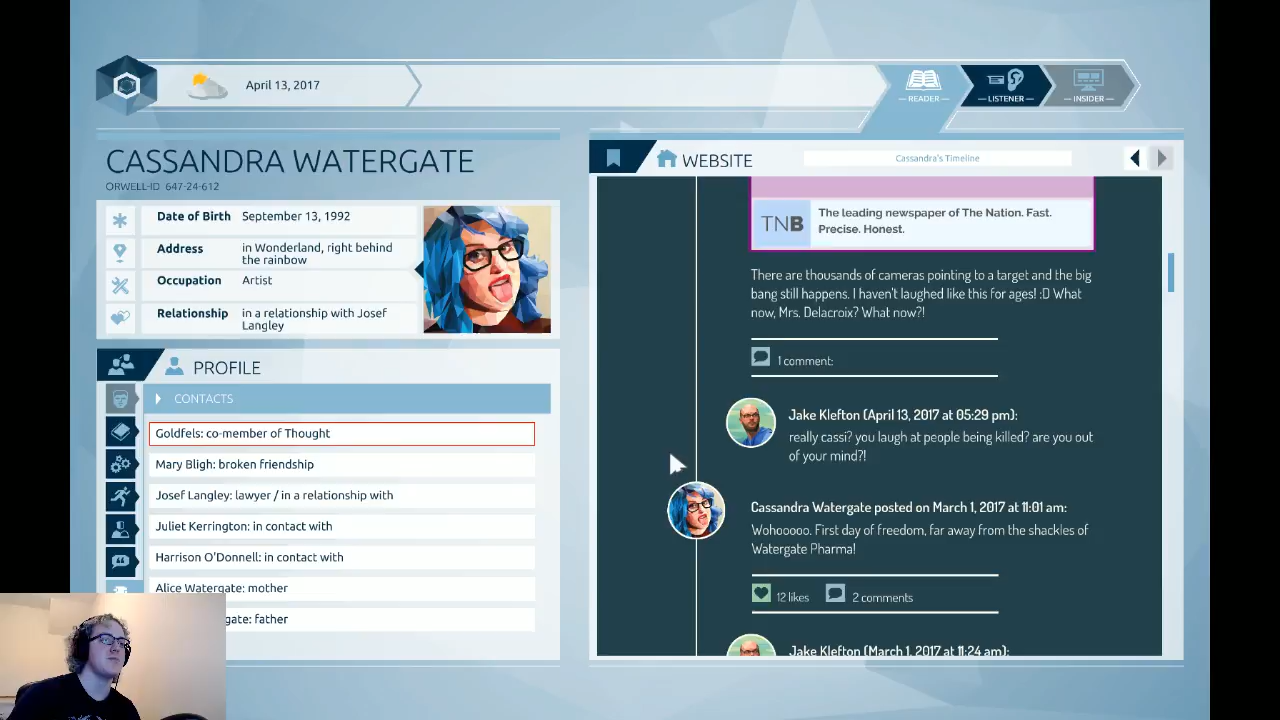 April 13, 2017
READER
LISTENER
INSIDER
CASSANDRA WATERGATE
ORWELL-ID 647-24-612
Date of Birth September 13, 1992
Address in Wonderland, right behind
the rainbow
Occupation Artist
Relationship in a relationship with Josef
Langley
PROFILE
CONTACTS
Goldfels: co-member of Thought
Mary Bligh: broken friendship
Josef Langley: lawyer / in a relationship with
Juliet Kerrington: in contact with
Harrison O'Donnell: in contact with
Alice Watergate: mother
gate: father
WEBSITE
Cassandra's Timeline
TNB
The leading newspaper of The Nation. Fast.
Precise. Honest.
There are thousands of cameras pointing to a target and the big
bang still happens. I haven't laughed like this for ages! :D What
now, Mrs. Delacroix? What now?!
1 comment:
Jake Klefton (April 13, 2017 at 05:29 pm):
really cassi? you laugh at people being killed? are you out
of your mind?!
Cassandra Watergate posted on March 1, 2017 at 11:01 am:
Wohooooo. First day of freedom, far away from the shackles of
Watergate Pharma!
12 likes
2 comments
Jake Klefton (March 1, 2017 at 11:24 am):